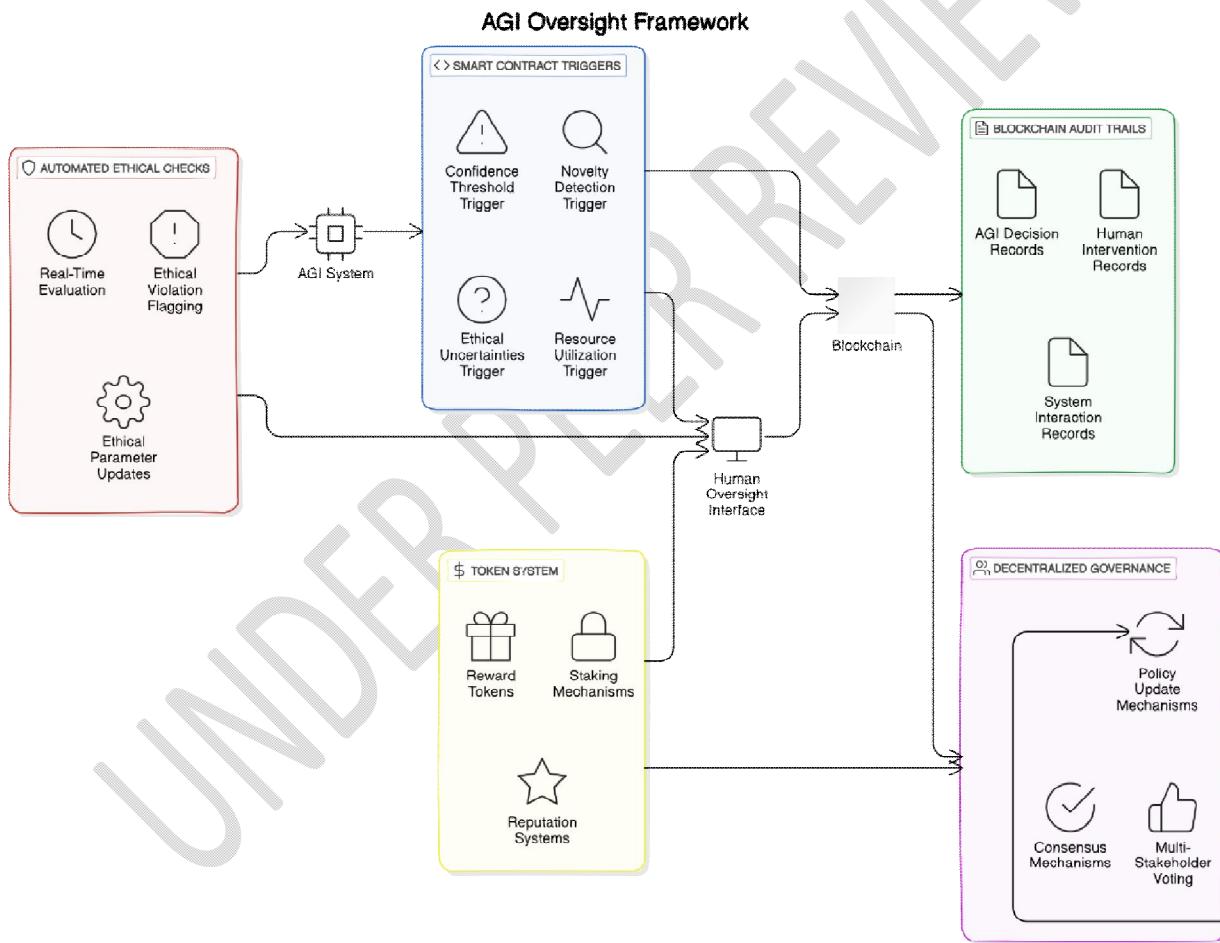 AGI Oversight Framework
<> SMART CONTRACT TRIGGERS
Confidence
Threshold
Trigger
Novelty
Detection
Trigger
Ethical
Uncertainties
Trigger
Resource
Utilization
Trigger
AUTOMATED ETHICAL CHECKS
Real-Time
Evaluation
Ethical
Violation
Flagging
Ethical
Parameter
Updates
AGI System
BLOCKCHAIN AUDIT TRAILS
AGI Decision
Records
Human
Intervention
Records
System
Interaction
Records
Blockchain
Human
Oversight
Interface
$ TOKEN SYSTEM
Reward
Tokens
Staking
Mechanisms
Reputation
Systems
DECENTRALIZED GOVERNANCE
Policy
Update
Mechanisms
Consensus
Mechanisms
Multi-
Stakeholder
Voting
UNDER PEER REVIEW